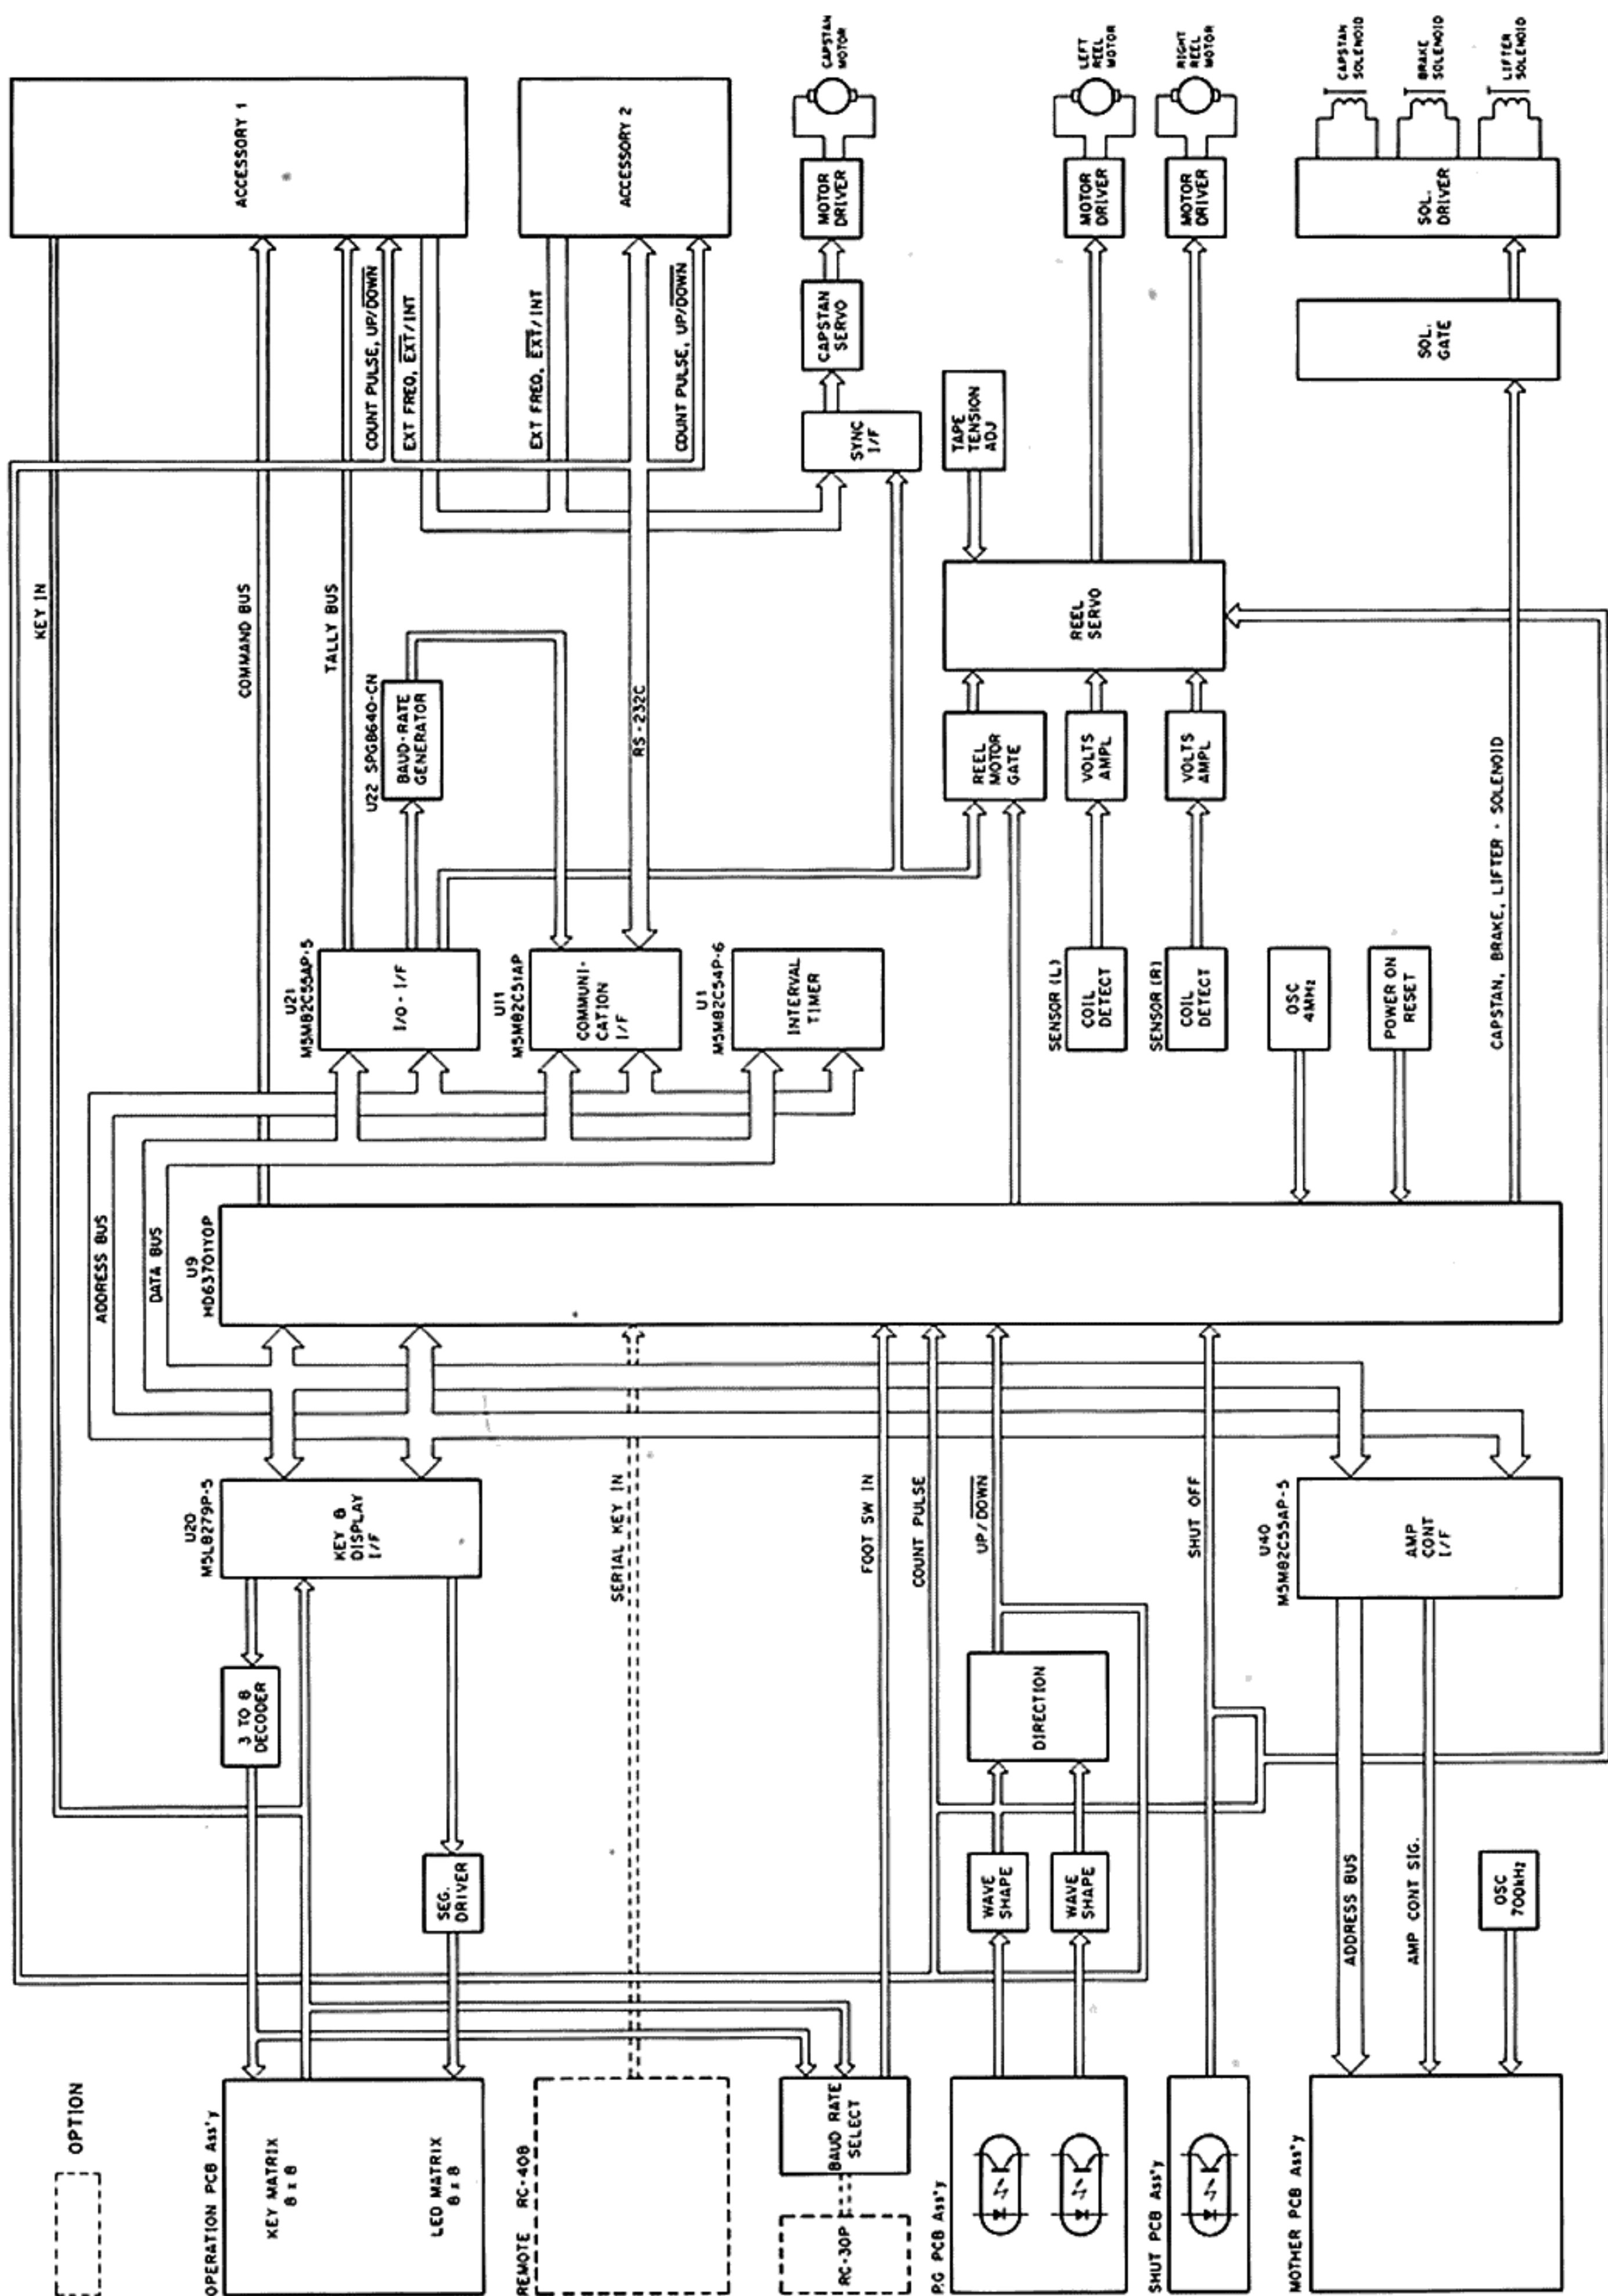 OPTION
OPERATION PCB Ass'y
KEY MATRIX
8 x 8
LED MATRIX
8 x 8
REMOTE RC-408
RC-30P
BAUD RATE
SELECT
P.G PCB Ass'y
SHUT PCB Ass'y
MOTHER PCB Ass'y
3 TO 8
DECODER
SEG.
DRIVER
WAVE
SHAPE
WAVE
SHAPE
DIRECTION
OSC
700kHz
ADDRESS BUS
AMP CONT SIG.
U20
M5L8279P-5
KEY &
DISPLAY
I/F
SERIAL KEY IN
FOOT SW IN
COUNT PULSE
UP/DOWN
SHUT OFF
U40
M5M82C55AP-5
AMP
CONT
I/F
ADDRESS BUS
DATA BUS
U9
HD63701Y0P
U21
M5M82C55AP-5
I/O - I/F
U11
M5M82C51AP
COMMUNI-
CATION
I/F
U1
M5M82C54P-6
INTERVAL
TIMER
SENSOR (L)
COIL
DETECT
SENSOR (R)
COIL
DETECT
OSC
4MHz
POWER ON
RESET
CAPSTAN, BRAKE, LIFTER - SOLENOID
U22 SPG8640-CN
BAUD-RATE
GENERATOR
REEL
MOTOR
GATE
VOLTS
AMPL
VOLTS
AMPL
KEY IN
COMMAND BUS
TALLY BUS
RS-232C
REEL
SERVO
COUNT PULSE, UP/DOWN
EXT FREQ, EXT/INT
EXT FREQ, EXT/INT
COUNT PULSE, UP/DOWN
SYNC
I/F
TAPE
TENSION
ADJ
CAPSTAN
SERVO
SOL.
GATE
ACCESSORY 1
ACCESSORY 2
MOTOR
DRIVER
MOTOR
DRIVER
MOTOR
DRIVER
SOL.
DRIVER
CAPSTAN
MOTOR
LEFT
REEL
MOTOR
RIGHT
REEL
MOTOR
CAPSTAN
SOLENOID
BRAKE
SOLENOID
LIFTER
SOLENOID